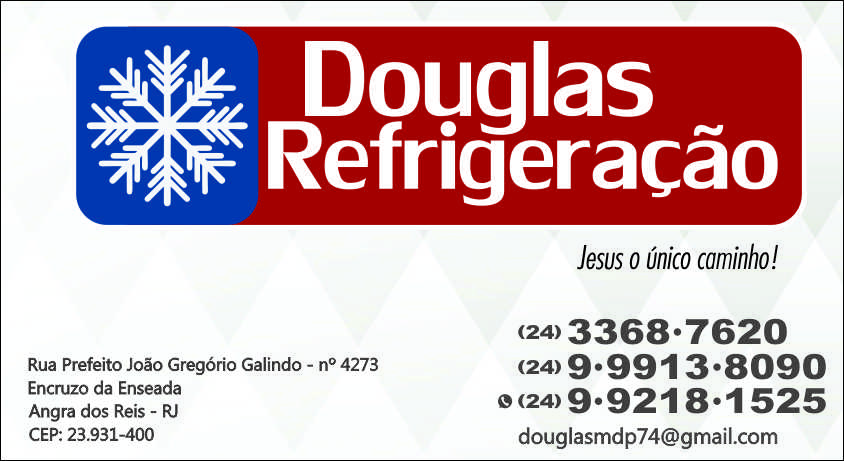 Douglas
Refrigeração
Jesus o único caminho!
(24) 3368·7620
(24) 9·9913·8090
(24) 9·9218·1525
douglasmdp74@gmail.com
Rua Prefeito João Gregório Galindo - nº 4273
Encruzo da Enseada
Angra dos Reis - RJ
CEP: 23.931-400